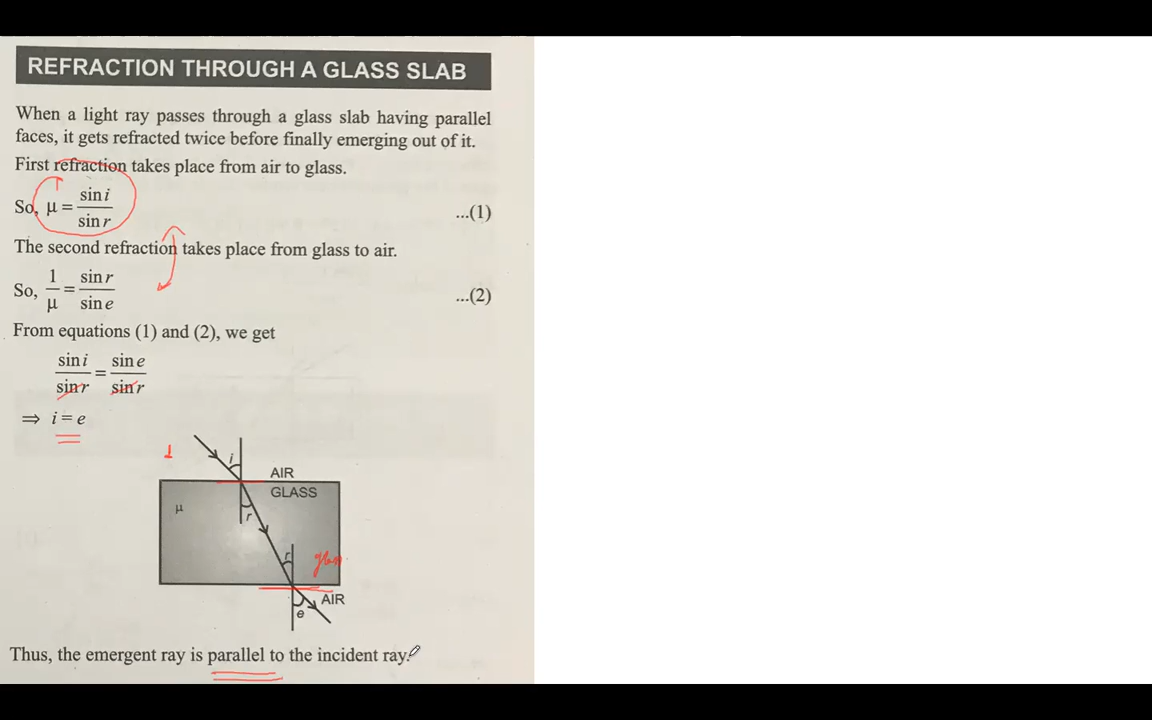 REFRACTION THROUGH A GLASS SLAB
When a light ray passes through a glass slab having parallel
faces, it gets refracted twice before finally emerging out of it.
First refraction takes place from air to glass.
So, μ = sin i / sin r ...(1)
The second refraction takes place from glass to air.
So, 1/μ = sin r / sin e ...(2)
From equations (1) and (2), we get
sin i / sin r = sin e / sin r
⇒ i = e
1
i
AIR
GLASS
μ
r
r
glass
AIR
e
Thus, the emergent ray is parallel to the incident ray.